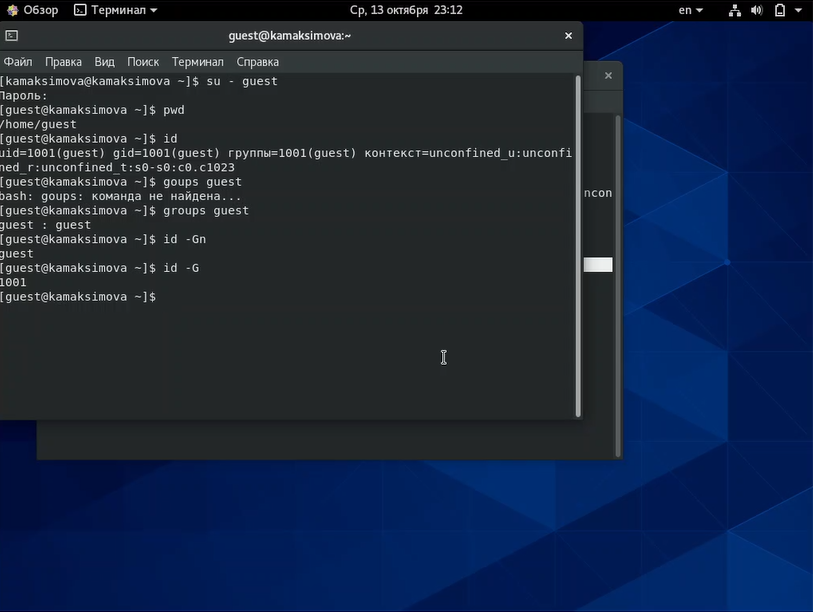 Обзор Терминал Ср, 13 октября 23:12 en
guest@kamaksimova:~
Файл Правка Вид Поиск Терминал Справка
[kamaksimova@kamaksimova ~]$ su - guest
Пароль:
[guest@kamaksimova ~]$ pwd
/home/guest
[guest@kamaksimova ~]$ id
uid=1001(guest) gid=1001(guest) группы=1001(guest) контекст=unconfined_u:unconfi
ned_r:unconfined_t:s0-s0:c0.c1023
[guest@kamaksimova ~]$ goups guest
bash: goups: команда не найдена...
[guest@kamaksimova ~]$ groups guest
guest : guest
[guest@kamaksimova ~]$ id -Gn
guest
[guest@kamaksimova ~]$ id -G
1001
[guest@kamaksimova ~]$
ncon